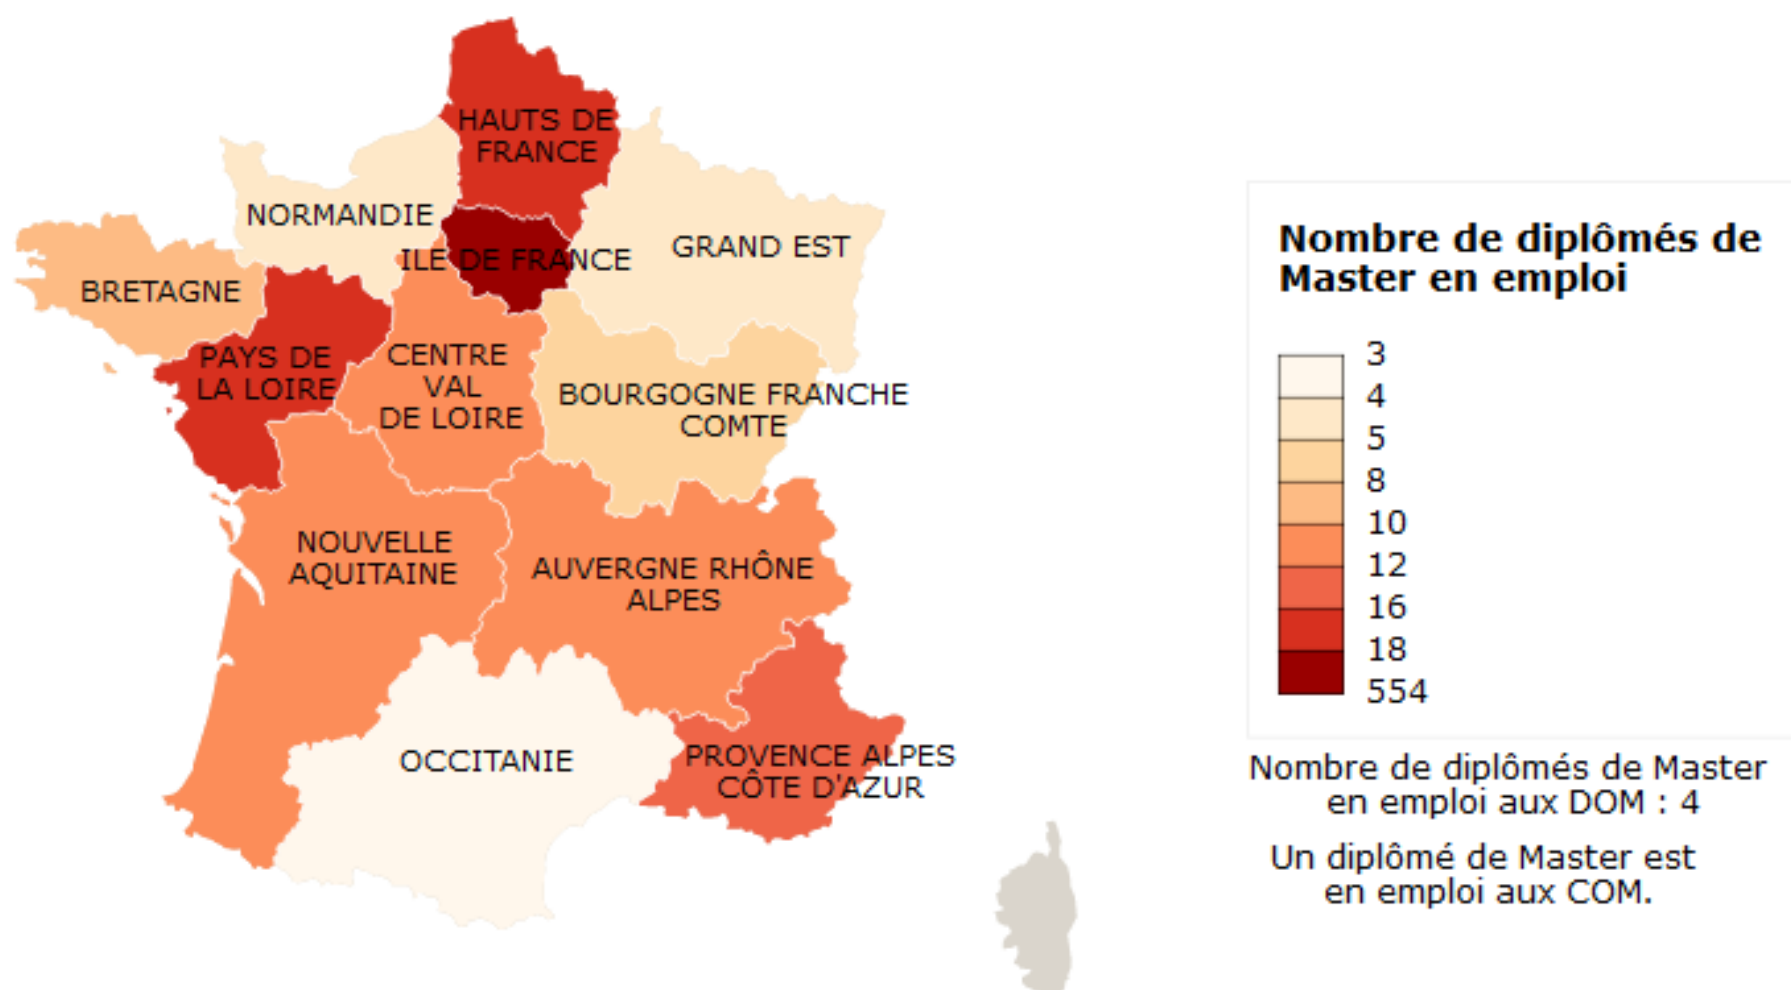 HAUTS DE
FRANCE
NORMANDIE
ILE DE FRANCE
GRAND EST
BRETAGNE
PAYS DE
LA LOIRE
CENTRE
VAL
DE LOIRE
BOURGOGNE FRANCHE
COMTE
NOUVELLE
AQUITAINE
AUVERGNE RHÔNE
ALPES
OCCITANIE
PROVENCE ALPES
CÔTE D'AZUR
Nombre de diplômés de
Master en emploi
3
4
5
8
10
12
16
18
554
Nombre de diplômés de Master
en emploi aux DOM : 4
Un diplômé de Master est
en emploi aux COM.